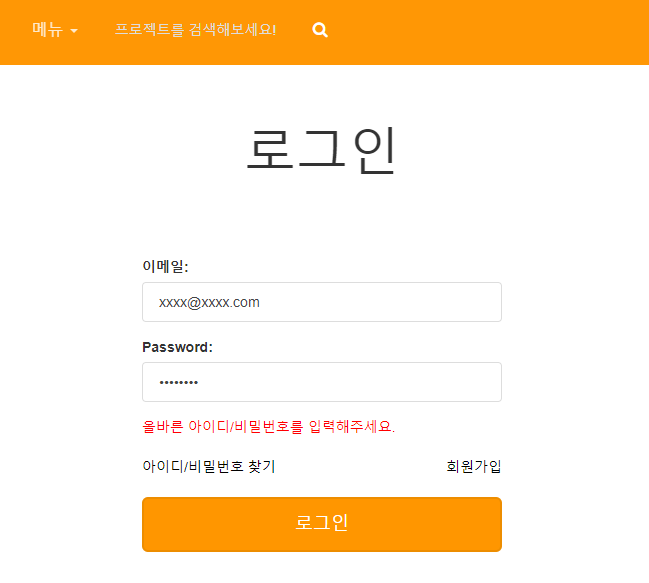 메뉴 프로젝트를 검색해보세요!
로그인
이메일:
xxxx@xxxx.com
Password:
••••••••
올바른 아이디/비밀번호를 입력해주세요.
아이디/비밀번호 찾기 회원가입
로그인